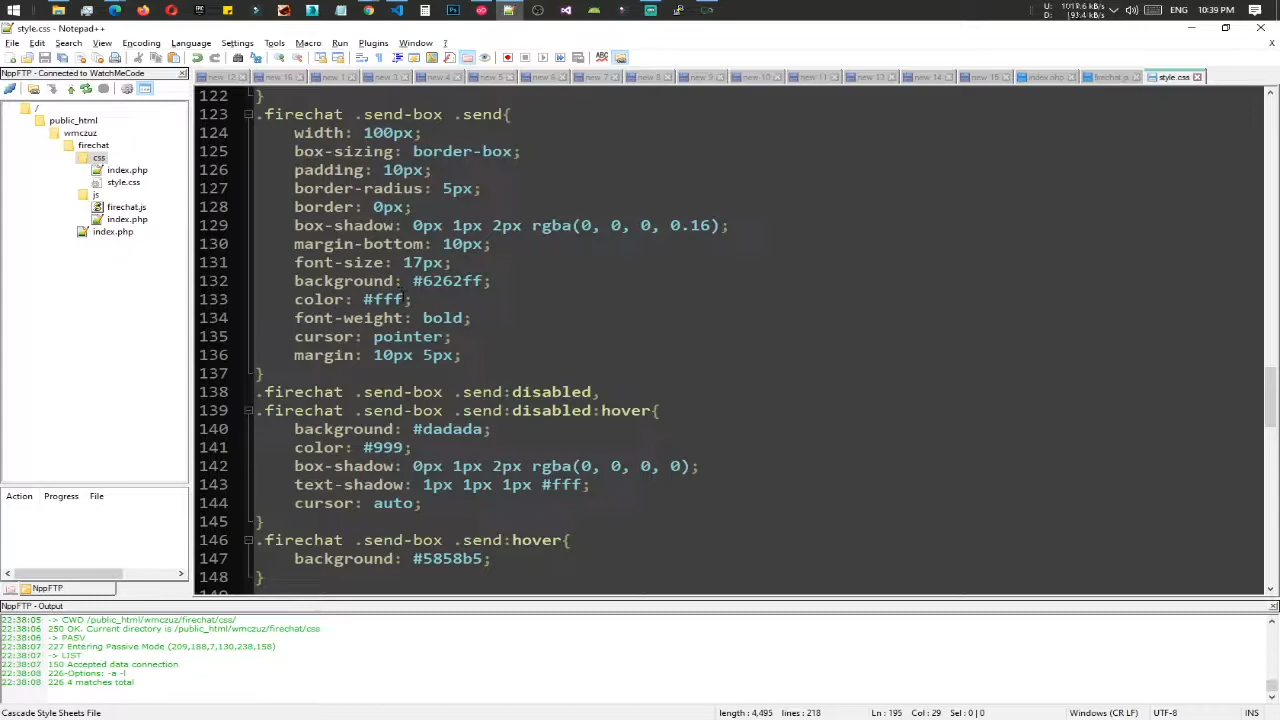 U: 1017.6 KB/s
D: 193.4 KB/s
ENG 10:39 PM
style.css - Notepad++
File Edit Search View Encoding Language Settings Tools Macro Run Plugins Window ?
NppFTP - Connected to WatchMeCode
new 12 new 16 new 1 new 3 new 4 new 5 new 6 new 7 new 8 new 9 new 10 new 11 new 13 new 14 new 15 index.php firechat.js style.css
/
public_html
wmczuz
firechat
css
index.php
style.css
js
firechat.js
index.php
index.php
Action Progress File
NppFTP
122 }
123 .firechat .send-box .send{
124 width: 100px;
125 box-sizing: border-box;
126 padding: 10px;
127 border-radius: 5px;
128 border: 0px;
129 box-shadow: 0px 1px 2px rgba(0, 0, 0, 0.16);
130 margin-bottom: 10px;
131 font-size: 17px;
132 background: #6262ff;
133 color: #fff;
134 font-weight: bold;
135 cursor: pointer;
136 margin: 10px 5px;
137 }
138 .firechat .send-box .send:disabled,
139 .firechat .send-box .send:disabled:hover{
140 background: #dadada;
141 color: #999;
142 box-shadow: 0px 1px 2px rgba(0, 0, 0, 0);
143 text-shadow: 1px 1px 1px #fff;
144 cursor: auto;
145 }
146 .firechat .send-box .send:hover{
147 background: #5858b5;
148 }
NppFTP - Output
22:38:05 -> CWD /public_html/wmczuz/firechat/css/
22:38:06 250 OK. Current directory is /public_html/wmczuz/firechat/css
22:38:06 -> PASV
22:38:07 227 Entering Passive Mode (209,188,7,130,238,158)
22:38:07 -> LIST
22:38:07 150 Accepted data connection
22:38:08 226-Options: -a -l
22:38:08 226 4 matches total
Cascade Style Sheets File length : 4,495 lines : 218 Ln : 195 Col : 29 Sel : 0 | 0 Windows (CR LF) UTF-8 INS